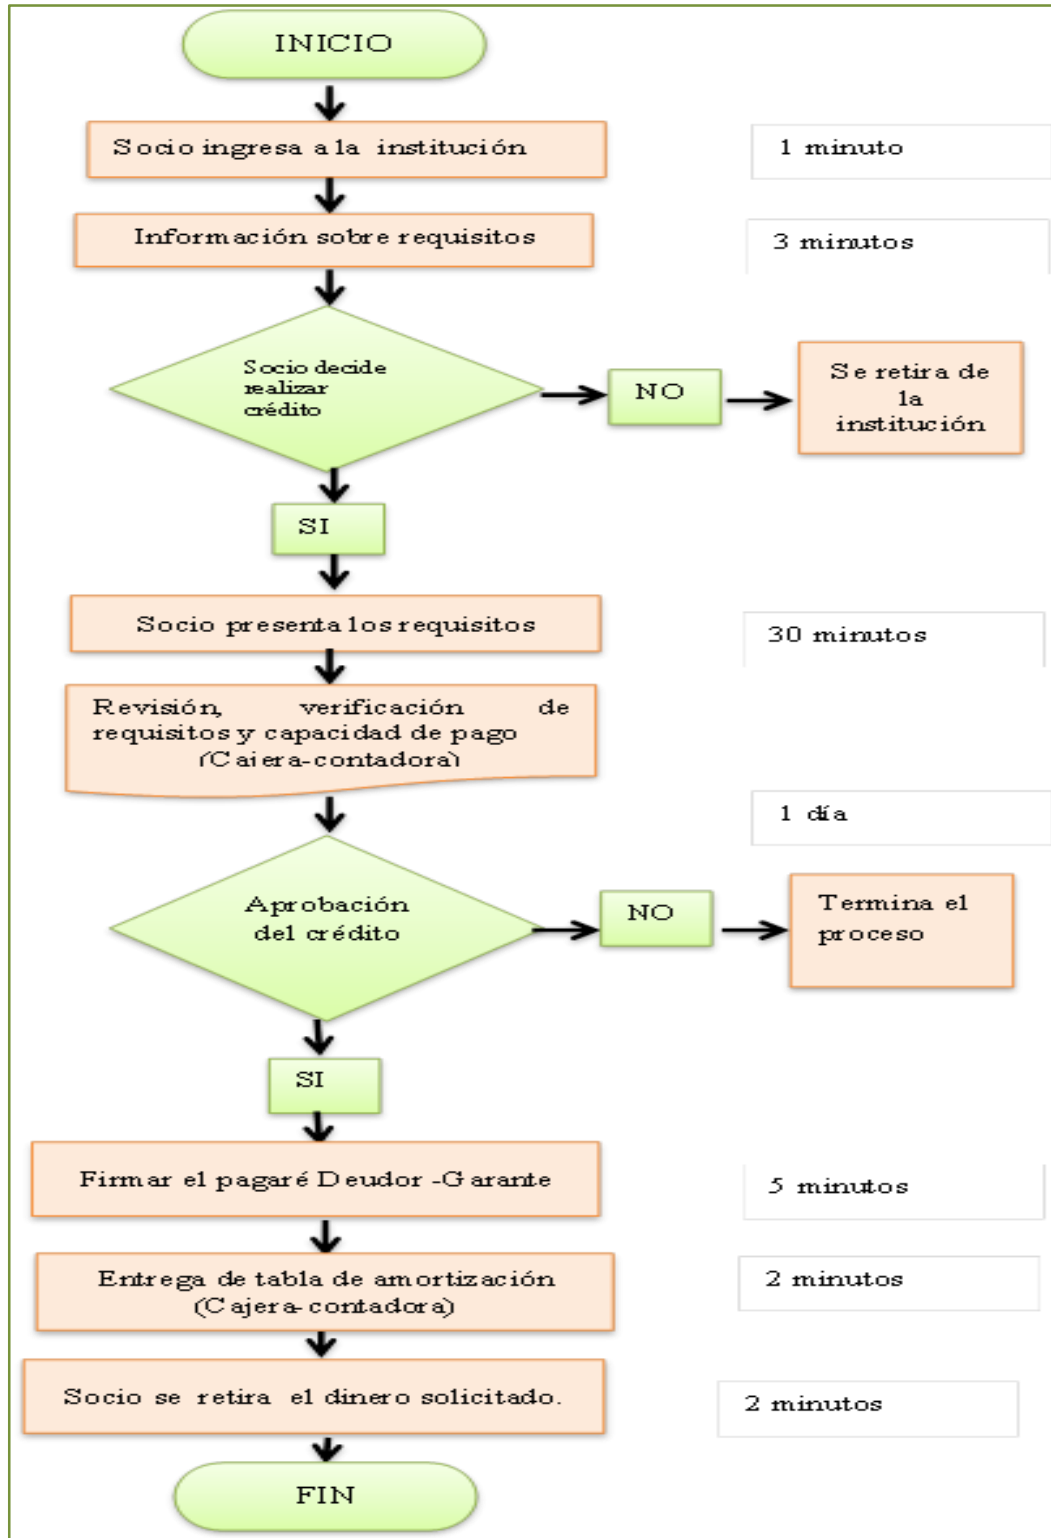 INICIO
Socio ingresa a la institución
1 minuto
Información sobre requisitos
3 minutos
Socio decide
realizar
crédito
NO
Se retira de
la
institución
SI
Socio presenta los requisitos
30 minutos
Revisión, verificación de
requisitos y capacidad de pago
(Cajera-contadora)
1 día
Aprobación
del crédito
NO
Termina el
proceso
SI
Firmar el pagaré Deudor -Garante
5 minutos
Entrega de tabla de amortización
(Cajera-contadora)
2 minutos
Socio se retira el dinero solicitado.
2 minutos
FIN